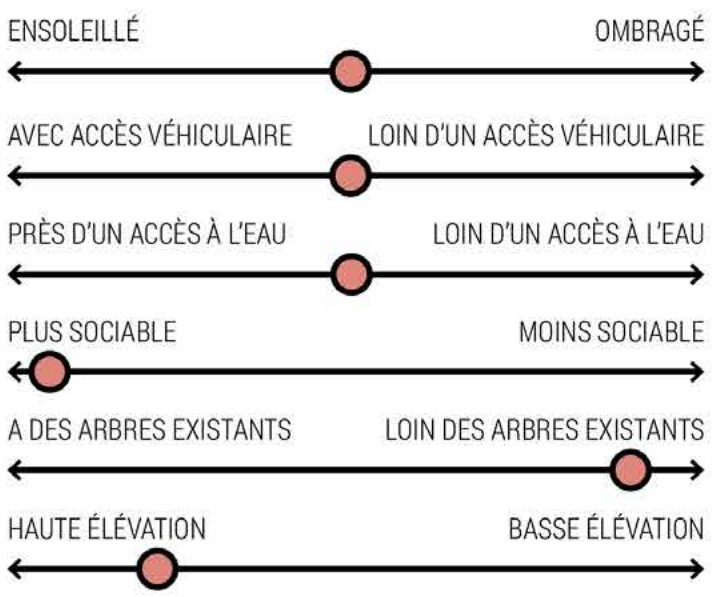 ENSOLEILLÉ OMBRAGÉ
AVEC ACCÈS VÉHICULAIRE LOIN D'UN ACCÈS VÉHICULAIRE
PRÈS D'UN ACCÈS À L'EAU LOIN D'UN ACCÈS À L'EAU
PLUS SOCIABLE MOINS SOCIABLE
A DES ARBRES EXISTANTS LOIN DES ARBRES EXISTANTS
HAUTE ÉLÉVATION BASSE ÉLÉVATION